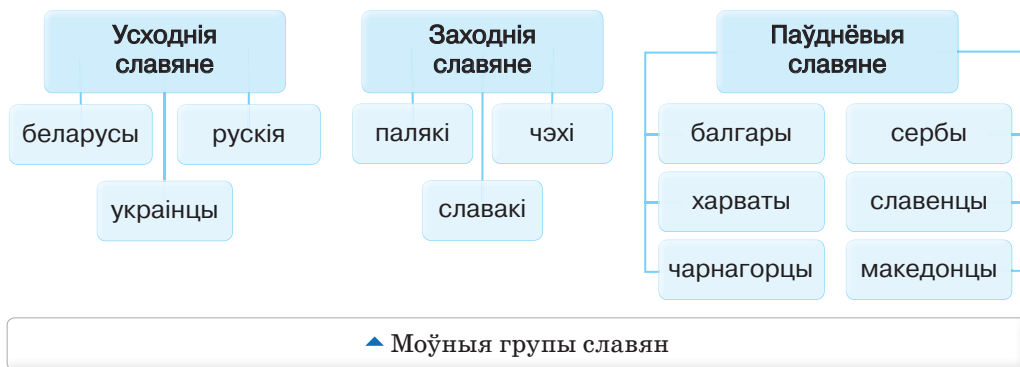 Усходнія
славяне
беларусы
рускія
украінцы
Заходнія
славяне
палякі
чэхі
славакі
Паўднёвыя
славяне
балгары
сербы
харваты
славенцы
чарнагорцы
македонцы
Моўныя групы славян